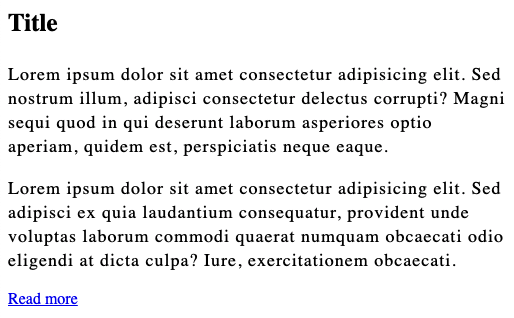 Title
Lorem ipsum dolor sit amet consectetur adipisicing elit. Sed
nostrum illum, adipisci consectetur delectus corrupti? Magni
sequi quod in qui deserunt laborum asperiores optio
aperiam, quidem est, perspiciatis neque eaque.
Lorem ipsum dolor sit amet consectetur adipisicing elit. Sed
adipisci ex quia laudantium consequatur, provident unde
voluptas laborum commodi quaerat numquam obcaecati odio
eligendi at dicta culpa? Iure, exercitationem obcaecati.
Read more